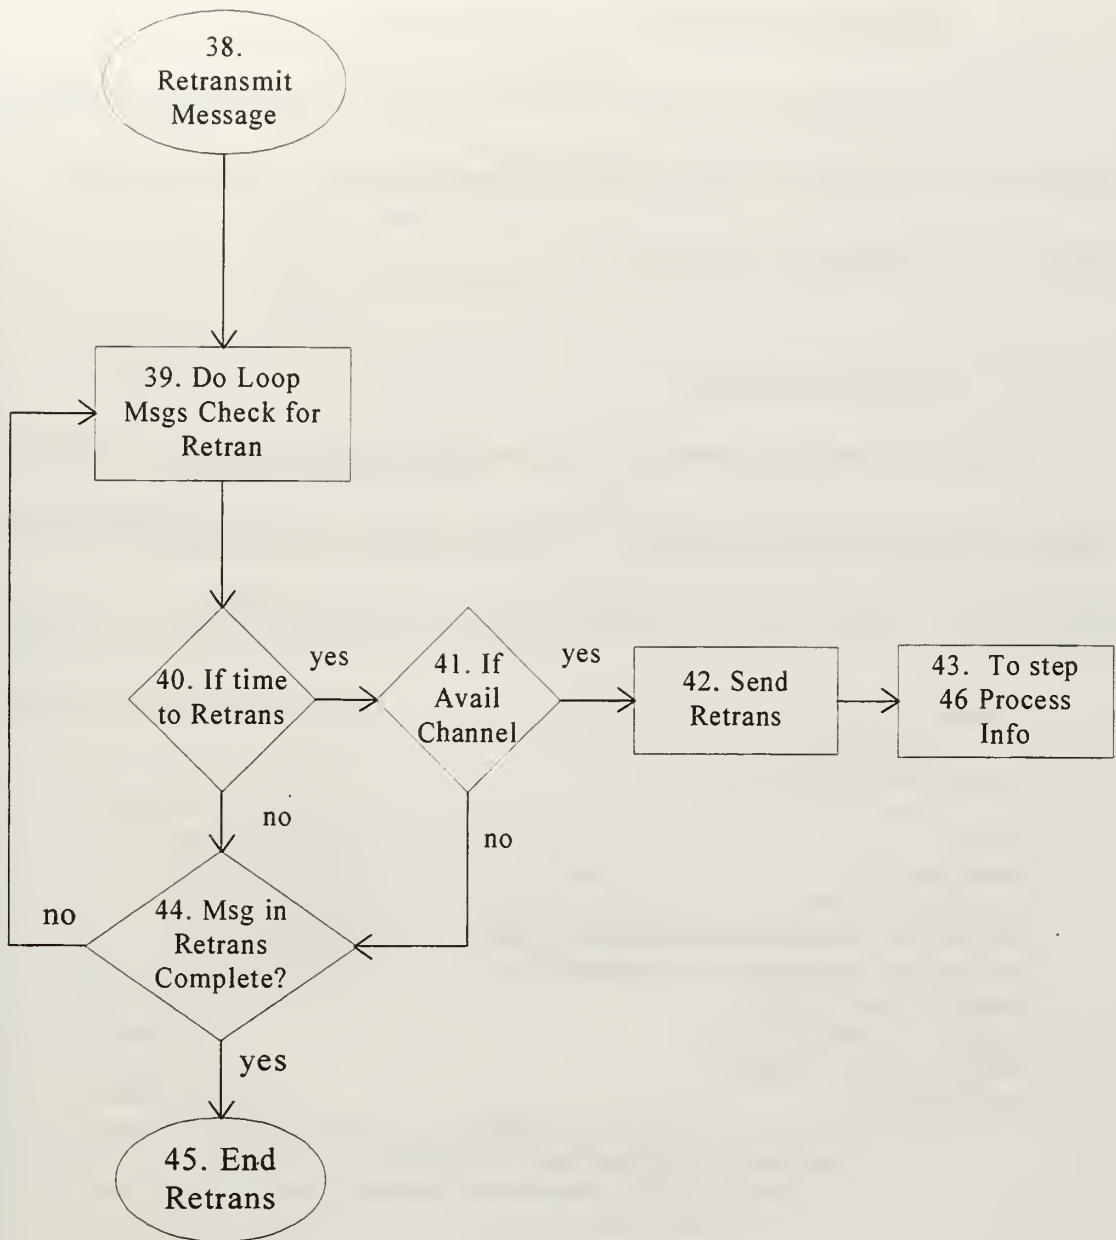 38.
Retransmit
Message
39. Do Loop
Msgs Check for
Retran
40. If time
to Retrans
yes
no
41. If
Avail
Channel
yes
no
42. Send
Retrans
43. To step
46 Process
Info
44. Msg in
Retrans
Complete?
no
yes
45. End
Retrans